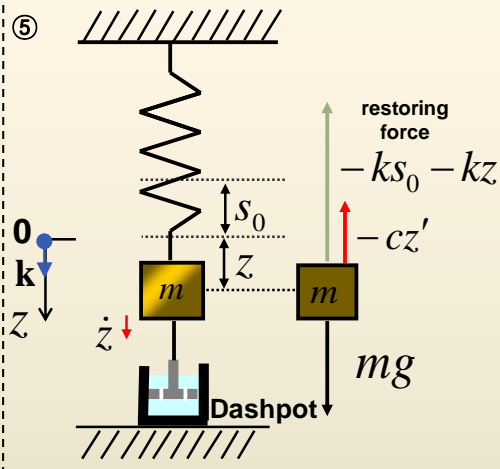 ⑤
restoring
force
−ks₀ − kz
s₀
−cz′
0
k
z
z
m
m
ż
mg
Dashpot